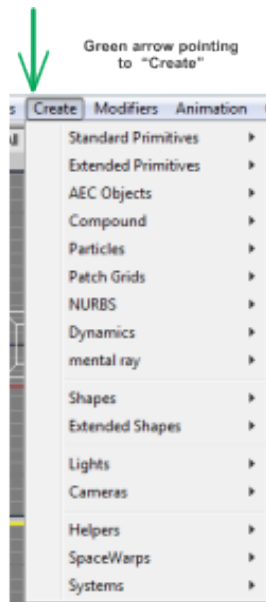 Green arrow pointing
to "Create"
Create Modifiers Animation
Standard Primitives
Extended Primitives
AEC Objects
Compound
Particles
Patch Grids
NURBS
Dynamics
mental ray
Shapes
Extended Shapes
Lights
Cameras
Helpers
SpaceWarps
Systems